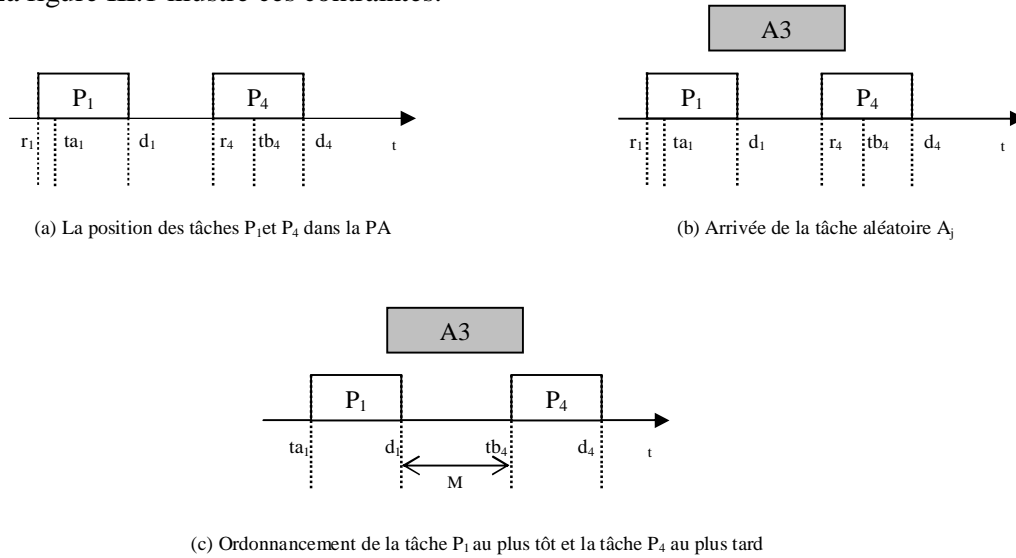 la figure III.1 illustre ces contraintes.
A3
P₁ P₄
r₁ ta₁ d₁ r₄ tb₄ d₄ t
(a) La position des tâches P₁et P₄ dans la PA
P₁ P₄
r₁ ta₁ d₁ r₄ tb₄ d₄ t
(b) Arrivée de la tâche aléatoire Aⱼ
A3
P₁ P₄
ta₁ d₁ tb₄ d₄ t
M
(c) Ordonnancement de la tâche P₁ au plus tôt et la tâche P₄ au plus tard